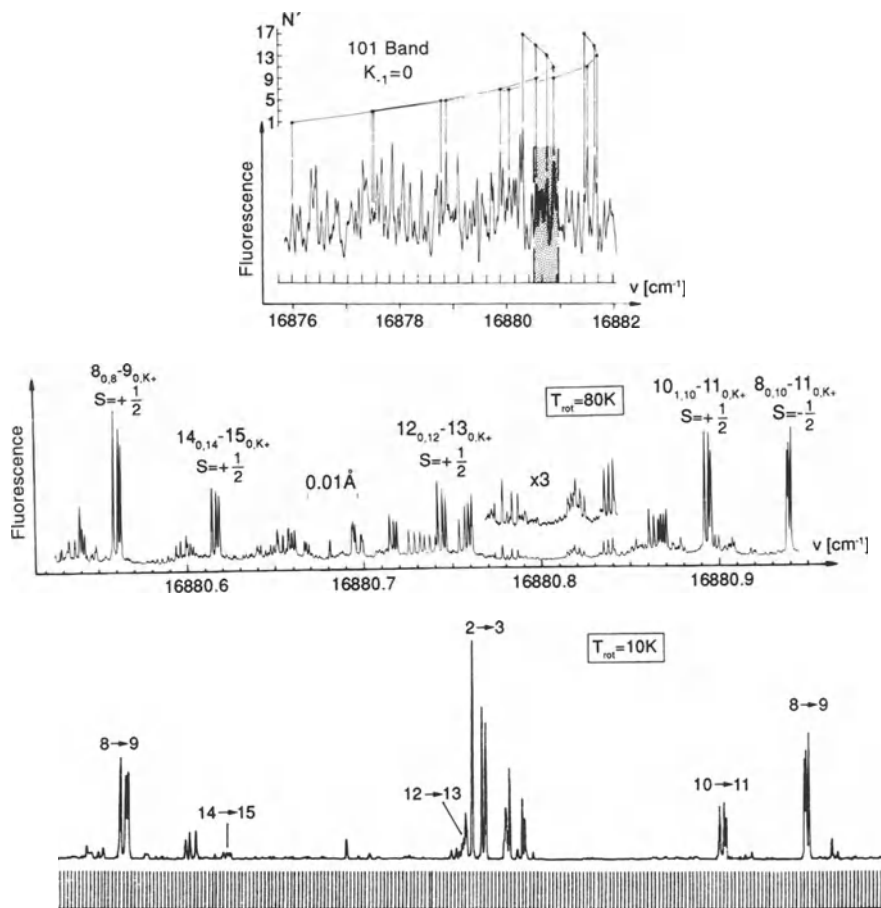 N'
17
13
9
5
1
101 Band
K₋₁=0
Fluorescence
ν [cm⁻¹]
16876 16878 16880 16882
8₀,₈-9₀,K₊
S=+ 1/2
14₀,₁₄-15₀,K₊
S=+ 1/2
0.01Å
12₀,₁₂-13₀,K₊
S=+ 1/2
T_rot=80K
x3
10₁,₁₀-11₀,K₊
S=+ 1/2
8₀,₁₀-11₀,K₊
S=- 1/2
Fluorescence
ν [cm⁻¹]
16880.6 16880.7 16880.8 16880.9
2→3
T_rot=10K
8→9
14→15
12→13
10→11
8→9